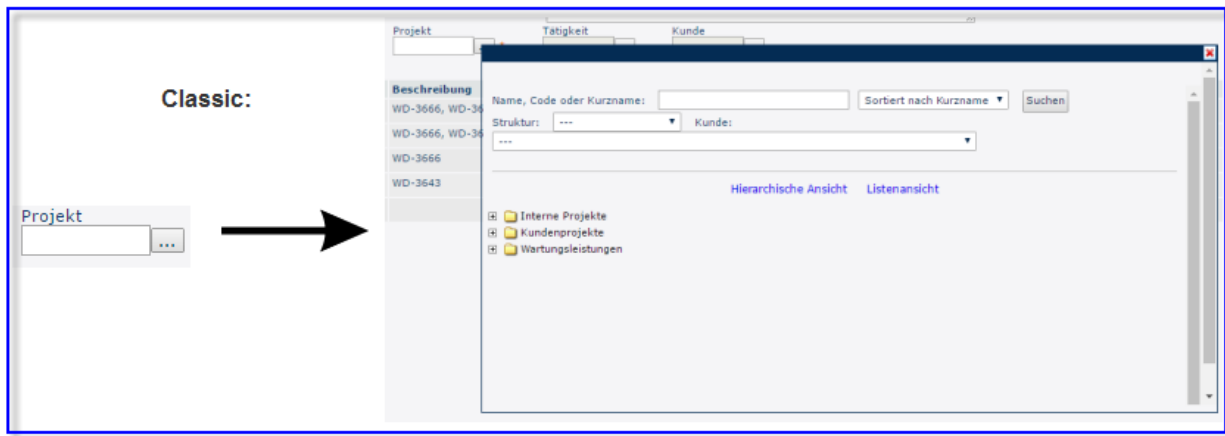 Projekt Tätigkeit Kunde
...
Classic:
Beschreibung
WD-3666, WD-36
WD-3666, WD-36
WD-3666
WD-3643
Name, Code oder Kurzname: Sortiert nach Kurzname Suchen
Struktur: --- Kunde:
---
Hierarchische Ansicht Listenansicht
Interne Projekte
Kundenprojekte
Wartungsleistungen
Projekt
...